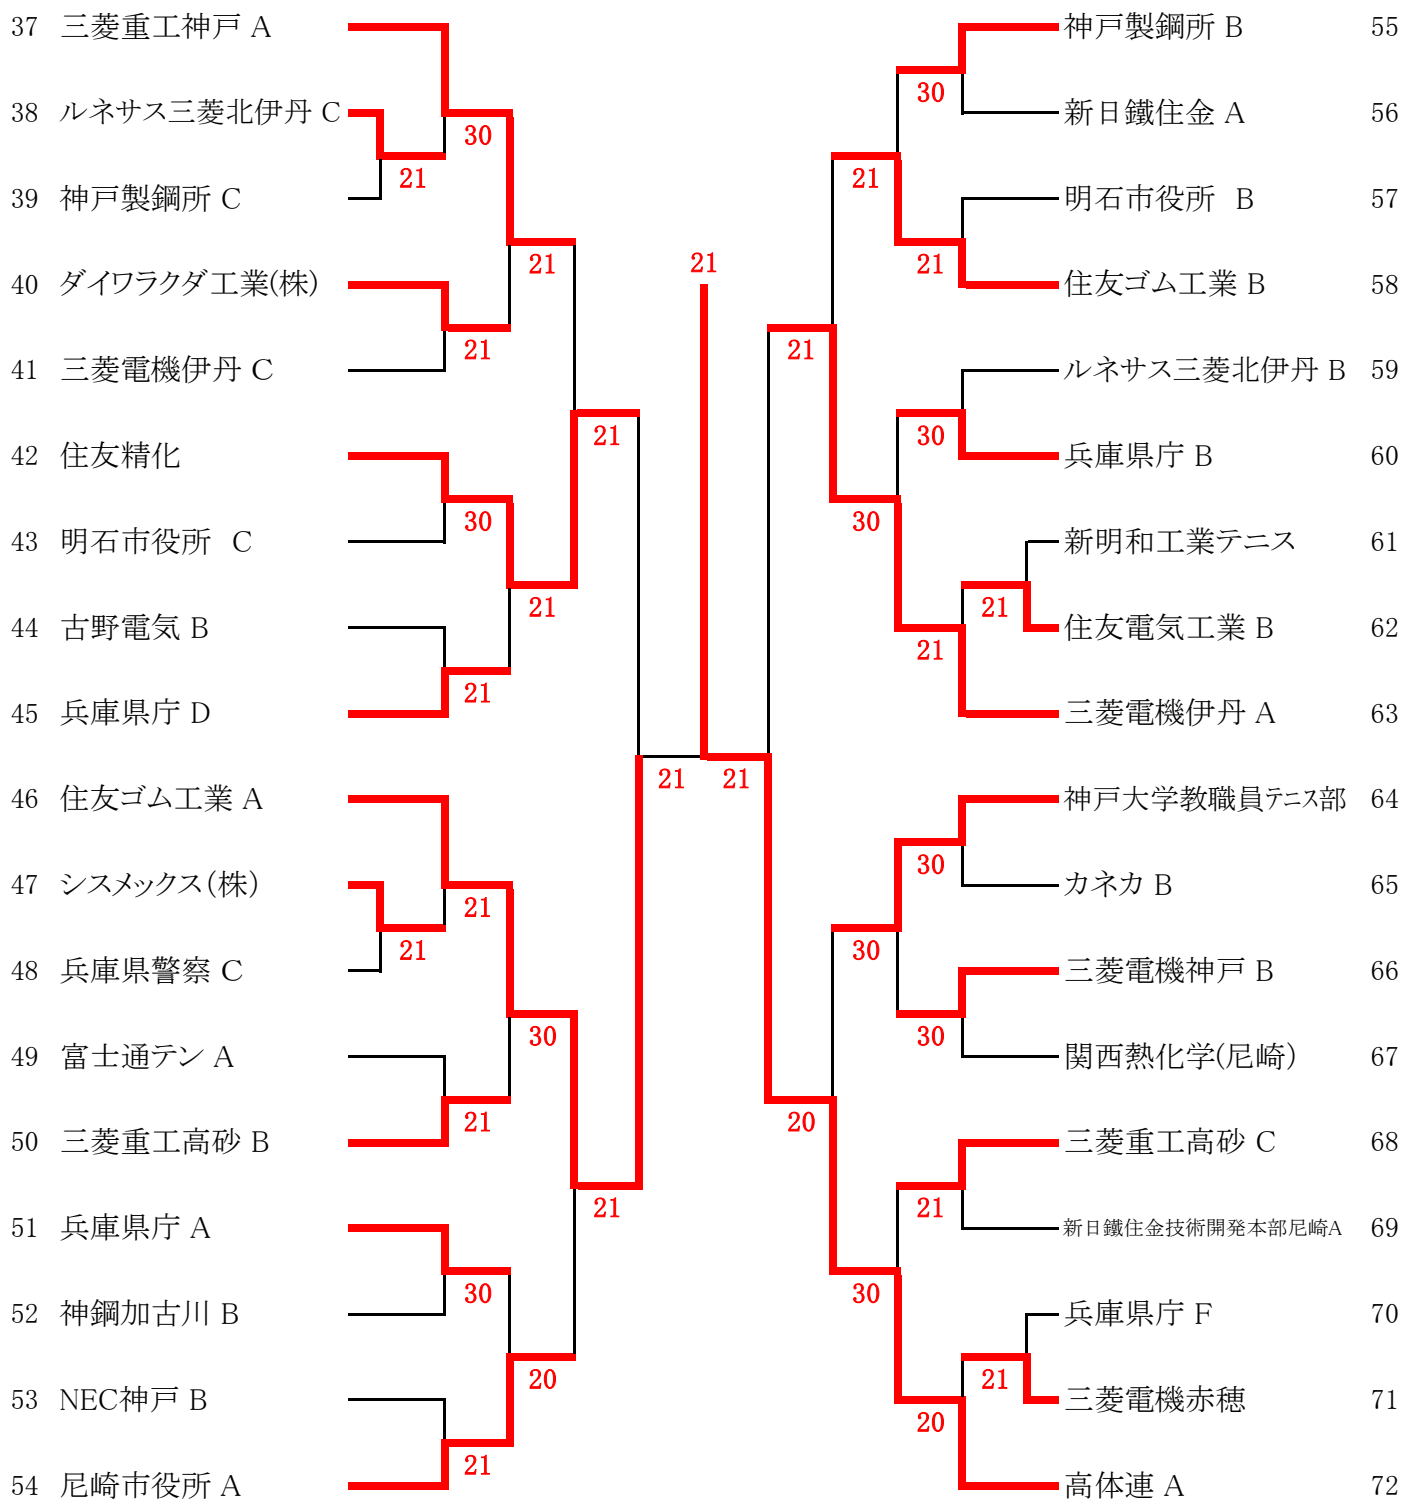 37 三菱重工神戸 A
38 ルネサス三菱北伊丹 C
30
21
39 神戸製鋼所 C
21
40 ダイワラクダ工業(株)
21
41 三菱電機伊丹 C
21
42 住友精化
30
43 明石市役所 C
21
44 古野電気 B
21
45 兵庫県庁 D
46 住友ゴム工業 A
47 シスメックス(株)
21
21
48 兵庫県警察 C
30
49 富士通テン A
21
50 三菱重工高砂 B
21
51 兵庫県庁 A
30
52 神鋼加古川 B
20
53 NEC神戸 B
21
54 尼崎市役所 A
21
21
21
神戸製鋼所 B 55
30
新日鐵住金 A 56
21
明石市役所 B 57
21
住友ゴム工業 B 58
21
ルネサス三菱北伊丹 B 59
30
兵庫県庁 B 60
30
新明和工業テニス 61
21
住友電気工業 B 62
21
三菱電機伊丹 A 63
神戸大学教職員テニス部 64
30
カネカ B 65
30
三菱電機神戸 B 66
30
関西熱化学(尼崎) 67
20
三菱重工高砂 C 68
21
新日鐵住金技術開発本部尼崎A 69
30
兵庫県庁 F 70
21
三菱電機赤穂 71
20
高体連 A 72